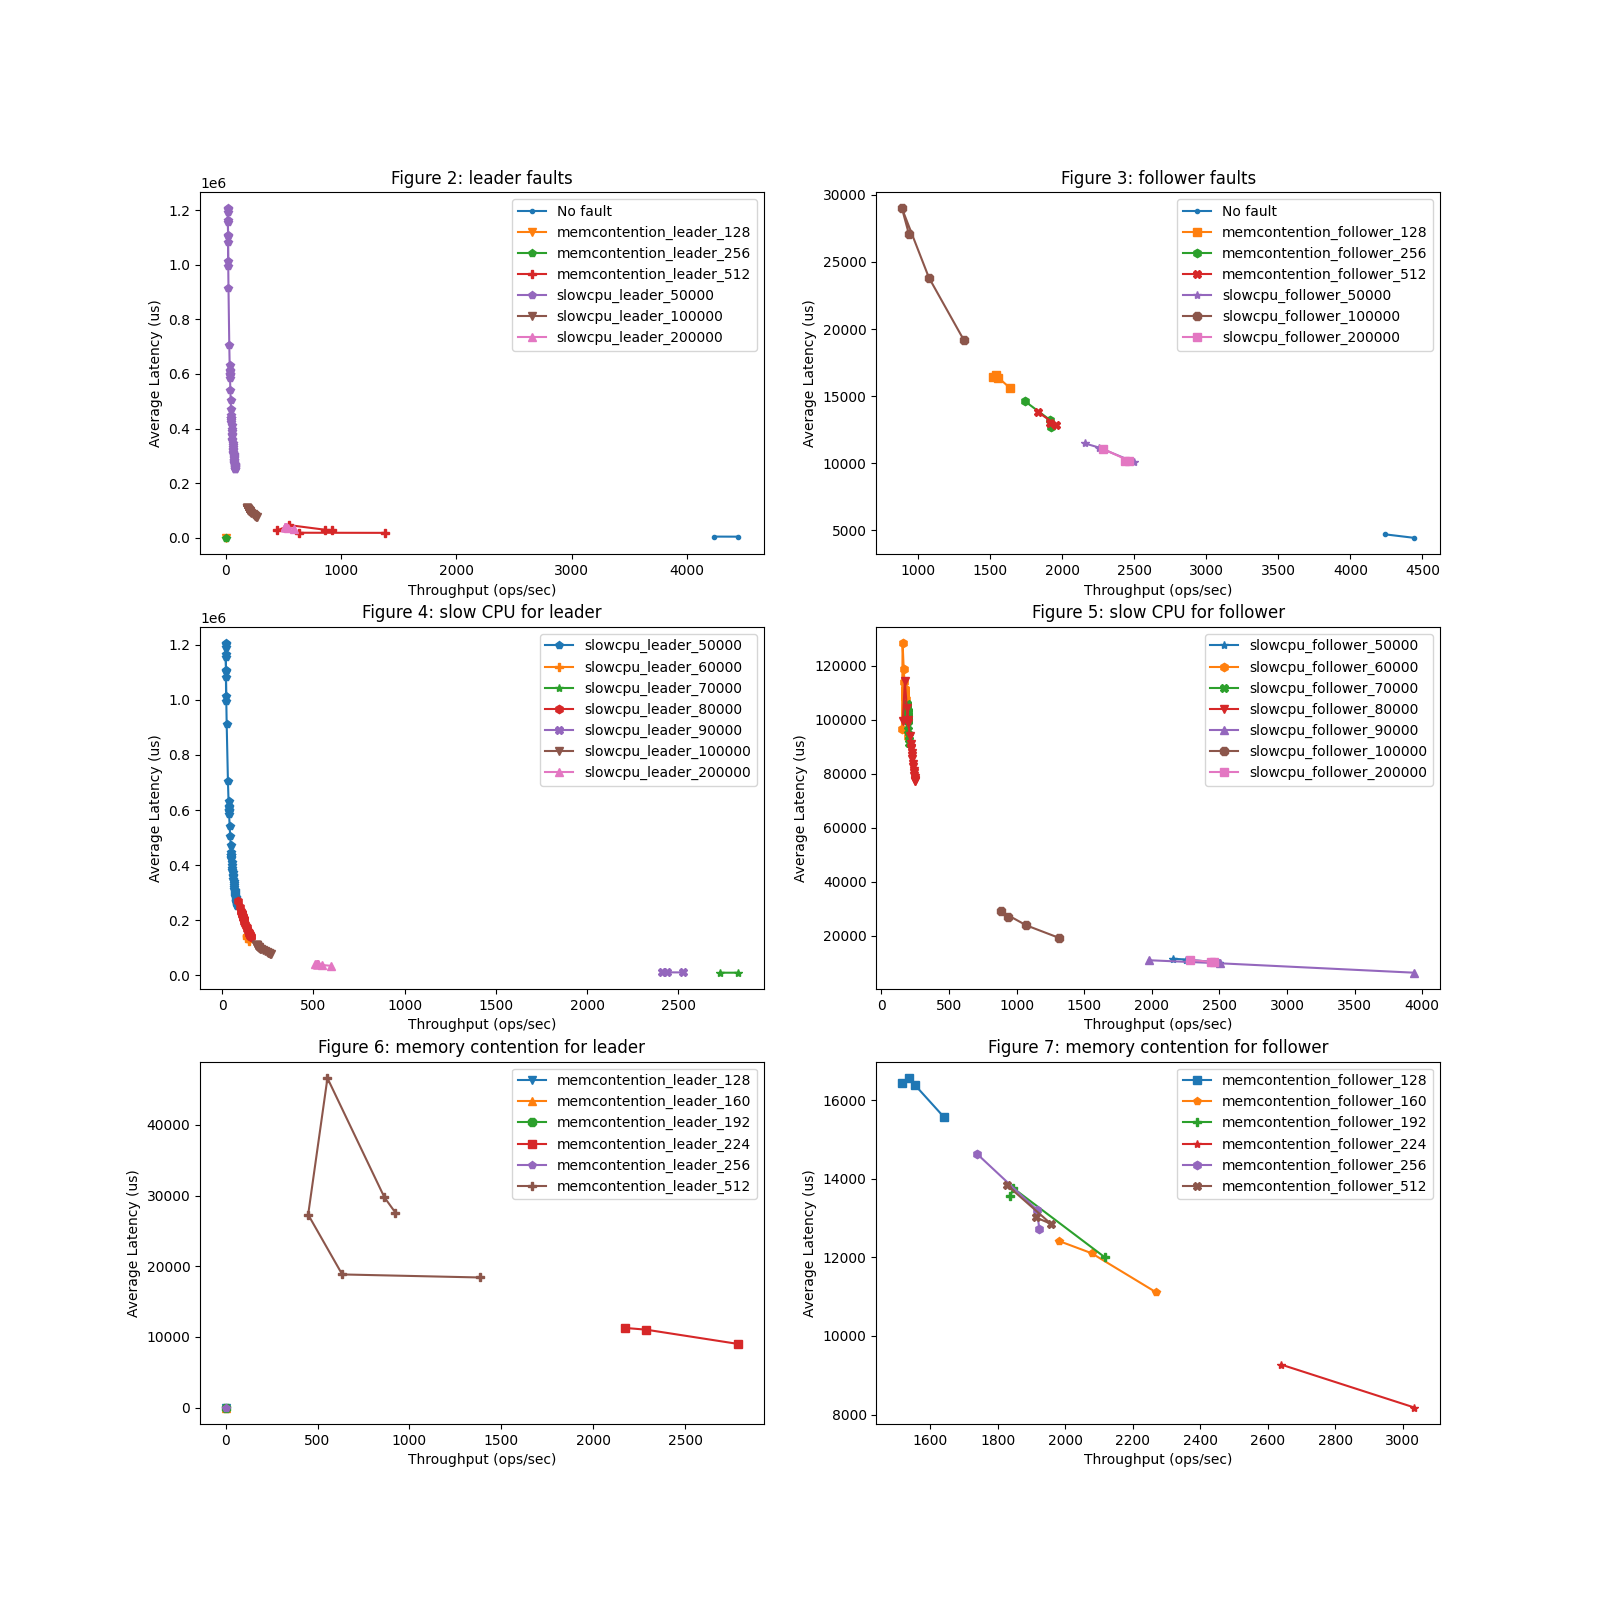 Figure 2: leader faults
1e6
Average Latency (us)
1.2
1.0
0.8
0.6
0.4
0.2
0.0
No fault
memcontention_leader_128
memcontention_leader_256
memcontention_leader_512
slowcpu_leader_50000
slowcpu_leader_100000
slowcpu_leader_200000
0 1000 2000 3000 4000
Throughput (ops/sec)
Figure 3: follower faults
Average Latency (us)
30000
25000
20000
15000
10000
5000
No fault
memcontention_follower_128
memcontention_follower_256
memcontention_follower_512
slowcpu_follower_50000
slowcpu_follower_100000
slowcpu_follower_200000
1000 1500 2000 2500 3000 3500 4000 4500
Throughput (ops/sec)
Figure 4: slow CPU for leader
1e6
Average Latency (us)
1.2
1.0
0.8
0.6
0.4
0.2
0.0
slowcpu_leader_50000
slowcpu_leader_60000
slowcpu_leader_70000
slowcpu_leader_80000
slowcpu_leader_90000
slowcpu_leader_100000
slowcpu_leader_200000
0 500 1000 1500 2000 2500
Throughput (ops/sec)
Figure 5: slow CPU for follower
Average Latency (us)
120000
100000
80000
60000
40000
20000
slowcpu_follower_50000
slowcpu_follower_60000
slowcpu_follower_70000
slowcpu_follower_80000
slowcpu_follower_90000
slowcpu_follower_100000
slowcpu_follower_200000
0 500 1000 1500 2000 2500 3000 3500 4000
Throughput (ops/sec)
Figure 6: memory contention for leader
Average Latency (us)
40000
30000
20000
10000
0
memcontention_leader_128
memcontention_leader_160
memcontention_leader_192
memcontention_leader_224
memcontention_leader_256
memcontention_leader_512
0 500 1000 1500 2000 2500
Throughput (ops/sec)
Figure 7: memory contention for follower
Average Latency (us)
16000
14000
12000
10000
8000
memcontention_follower_128
memcontention_follower_160
memcontention_follower_192
memcontention_follower_224
memcontention_follower_256
memcontention_follower_512
1600 1800 2000 2200 2400 2600 2800 3000
Throughput (ops/sec)